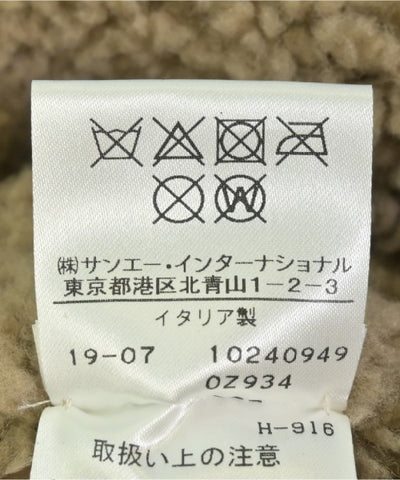 W
(株)サンエー・インターナショナル
東京都港区北青山1-2-3
イタリア製
19-07 10240949
0Z934
H-916
取扱い上の注意